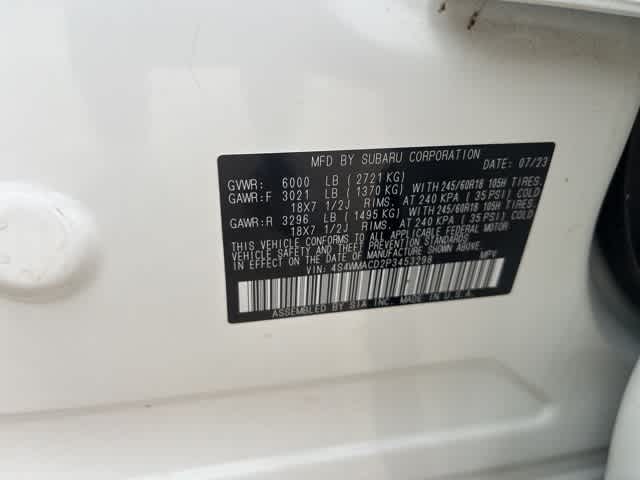 MFD BY SUBARU CORPORATION DATE: 07/23
GVWR: 6000 LB (2721 KG)
GAWR:F 3021 LB (1370 KG) WITH 245/60R18 105H TIRES.
18X7 1/2J RIMS. AT 240 KPA ( 35 PSI) COLD
GAWR:R 3296 LB (1495 KG) WITH 245/60R18 105H TIRES.
18X7 1/2J RIMS. AT 240 KPA ( 35 PSI) COLD
THIS VEHICLE CONFORMS TO ALL APPLICABLE FEDERAL MOTOR
VEHICLE SAFETY AND THEFT PREVENTION STANDARDS
IN EFFECT ON THE DATE OF MANUFACTURE SHOWN ABOVE.
VIN: 4S4WMACD2P3453298 MPV
ASSEMBLED BY SIA INC. MADE IN U.S.A.